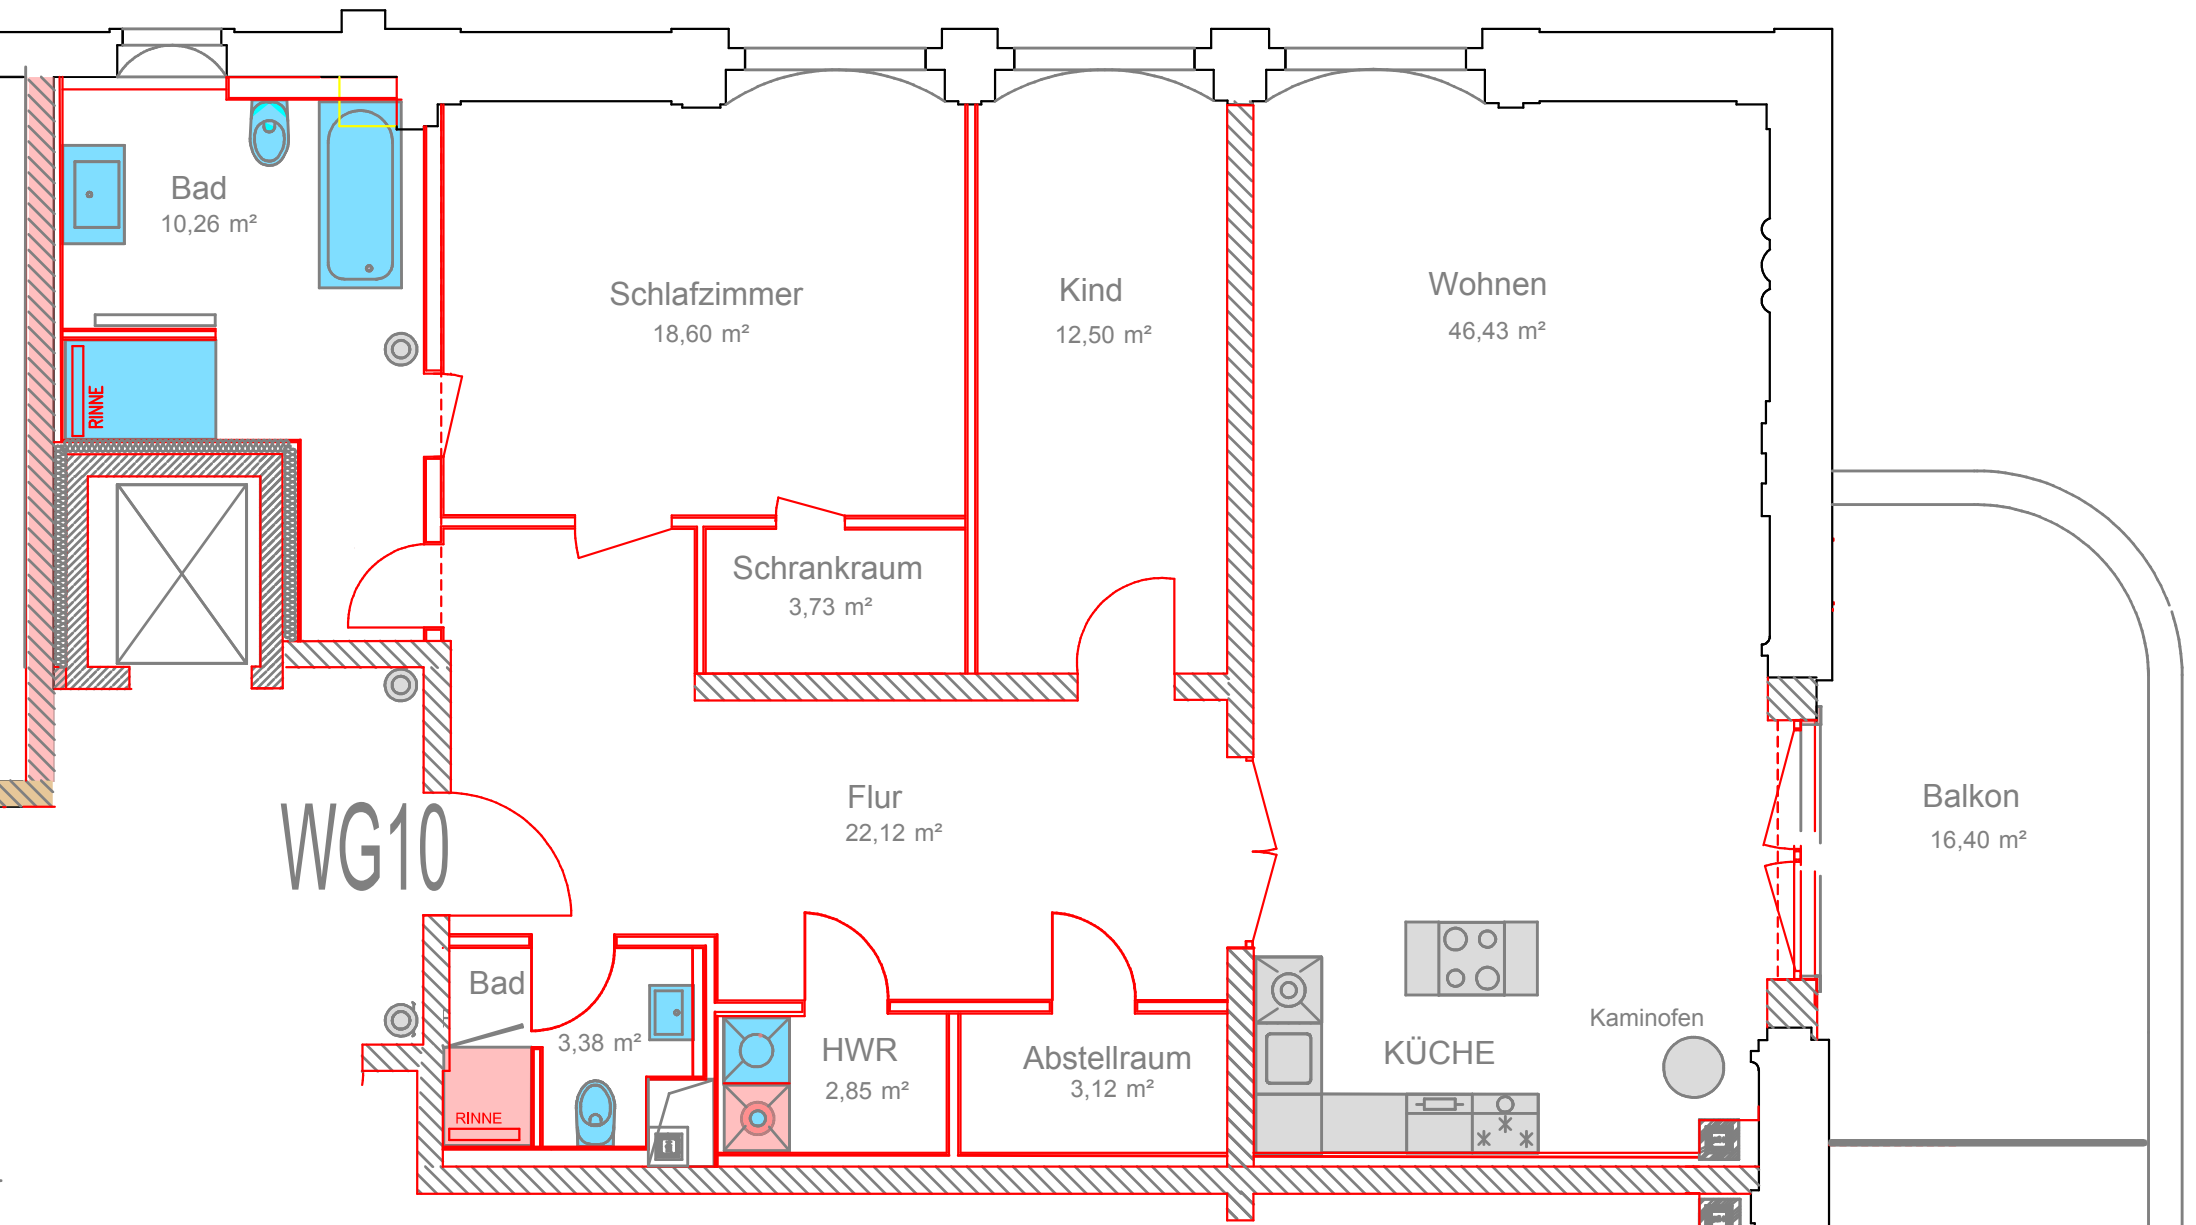 Bad
10,26 m²
RINNE
Schlafzimmer
18,60 m²
Kind
12,50 m²
Wohnen
46,43 m²
Schrankraum
3,73 m²
WG10
Flur
22,12 m²
Balkon
16,40 m²
Bad
3,38 m²
RINNE
HWR
2,85 m²
Abstellraum
3,12 m²
KÜCHE
Kaminofen